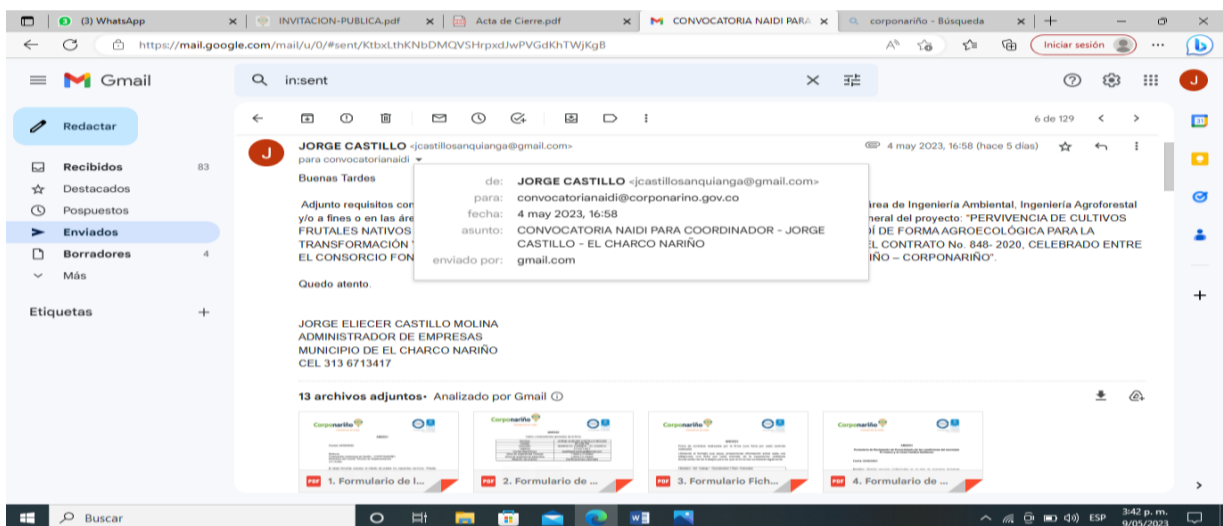 (3) WhatsApp
INVITACION-PUBLICA.pdf
Acta de Cierre.pdf
CONVOCATORIA NAIDI PARA
corponariño - Búsqueda
https://mail.google.com/mail/u/0/#sent/KtbxLthKNbDMQVSHrpxdJwPVGdKhTWjKgB
Iniciar sesión
Gmail
in:sent
J
Redactar
6 de 129
Recibidos 83
Destacados
Pospuestos
Enviados
Borradores 4
Más
Etiquetas
J
JORGE CASTILLO <jcastillosanquianga@gmail.com>
4 may 2023, 16:58 (hace 5 días)
para convocatorianaidi
Buenas Tardes
de: JORGE CASTILLO <jcastillosanquianga@gmail.com>
para: convocatorianaidi@corponarino.gov.co
fecha: 4 may 2023, 16:58
asunto: CONVOCATORIA NAIDI PARA COORDINADOR - JORGE
CASTILLO - EL CHARCO NARIÑO
enviado por: gmail.com
Adjunto requisitos con área de Ingeniería Ambiental, Ingeniería Agroforestal
y/o a fines o en las áre neral del proyecto: "PERVIVENCIA DE CULTIVOS
FRUTALES NATIVOS DÍ DE FORMA AGROECOLÓGICA PARA LA
TRANSFORMACIÓN EL CONTRATO No. 848- 2020, CELEBRADO ENTRE
EL CONSORCIO FON IÑO – CORPONARIÑO".
Quedo atento.
JORGE ELIECER CASTILLO MOLINA
ADMINISTRADOR DE EMPRESAS
MUNICIPIO DE EL CHARCO NARIÑO
CEL 313 6713417
13 archivos adjuntos • Analizado por Gmail
Corponariño
Corponariño
Corponariño
Corponariño
PDF 1. Formulario de l...
PDF 2. Formulario de ...
PDF 3. Formulario Fich...
PDF 4. Formulario de ...
Buscar
ESP
3:42 p. m.
9/05/2023